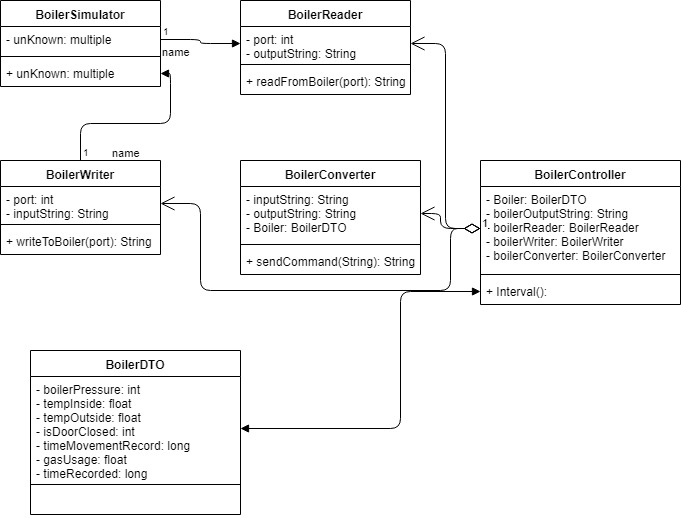 BoilerSimulator
- unKnown: multiple
+ unKnown: multiple
1
name
BoilerReader
- port: int
- outputString: String
+ readFromBoiler(port): String
1
name
BoilerWriter
- port: int
- inputString: String
+ writeToBoiler(port): String
BoilerConverter
- inputString: String
- outputString: String
- Boiler: BoilerDTO
+ sendCommand(String): String
BoilerController
- Boiler: BoilerDTO
- boilerOutputString: String
- boilerReader: BoilerReader
- boilerWriter: BoilerWriter
- boilerConverter: BoilerConverter
+ Interval():
1
BoilerDTO
- boilerPressure: int
- tempInside: float
- tempOutside: float
- isDoorClosed: int
- timeMovementRecord: long
- gasUsage: float
- timeRecorded: long